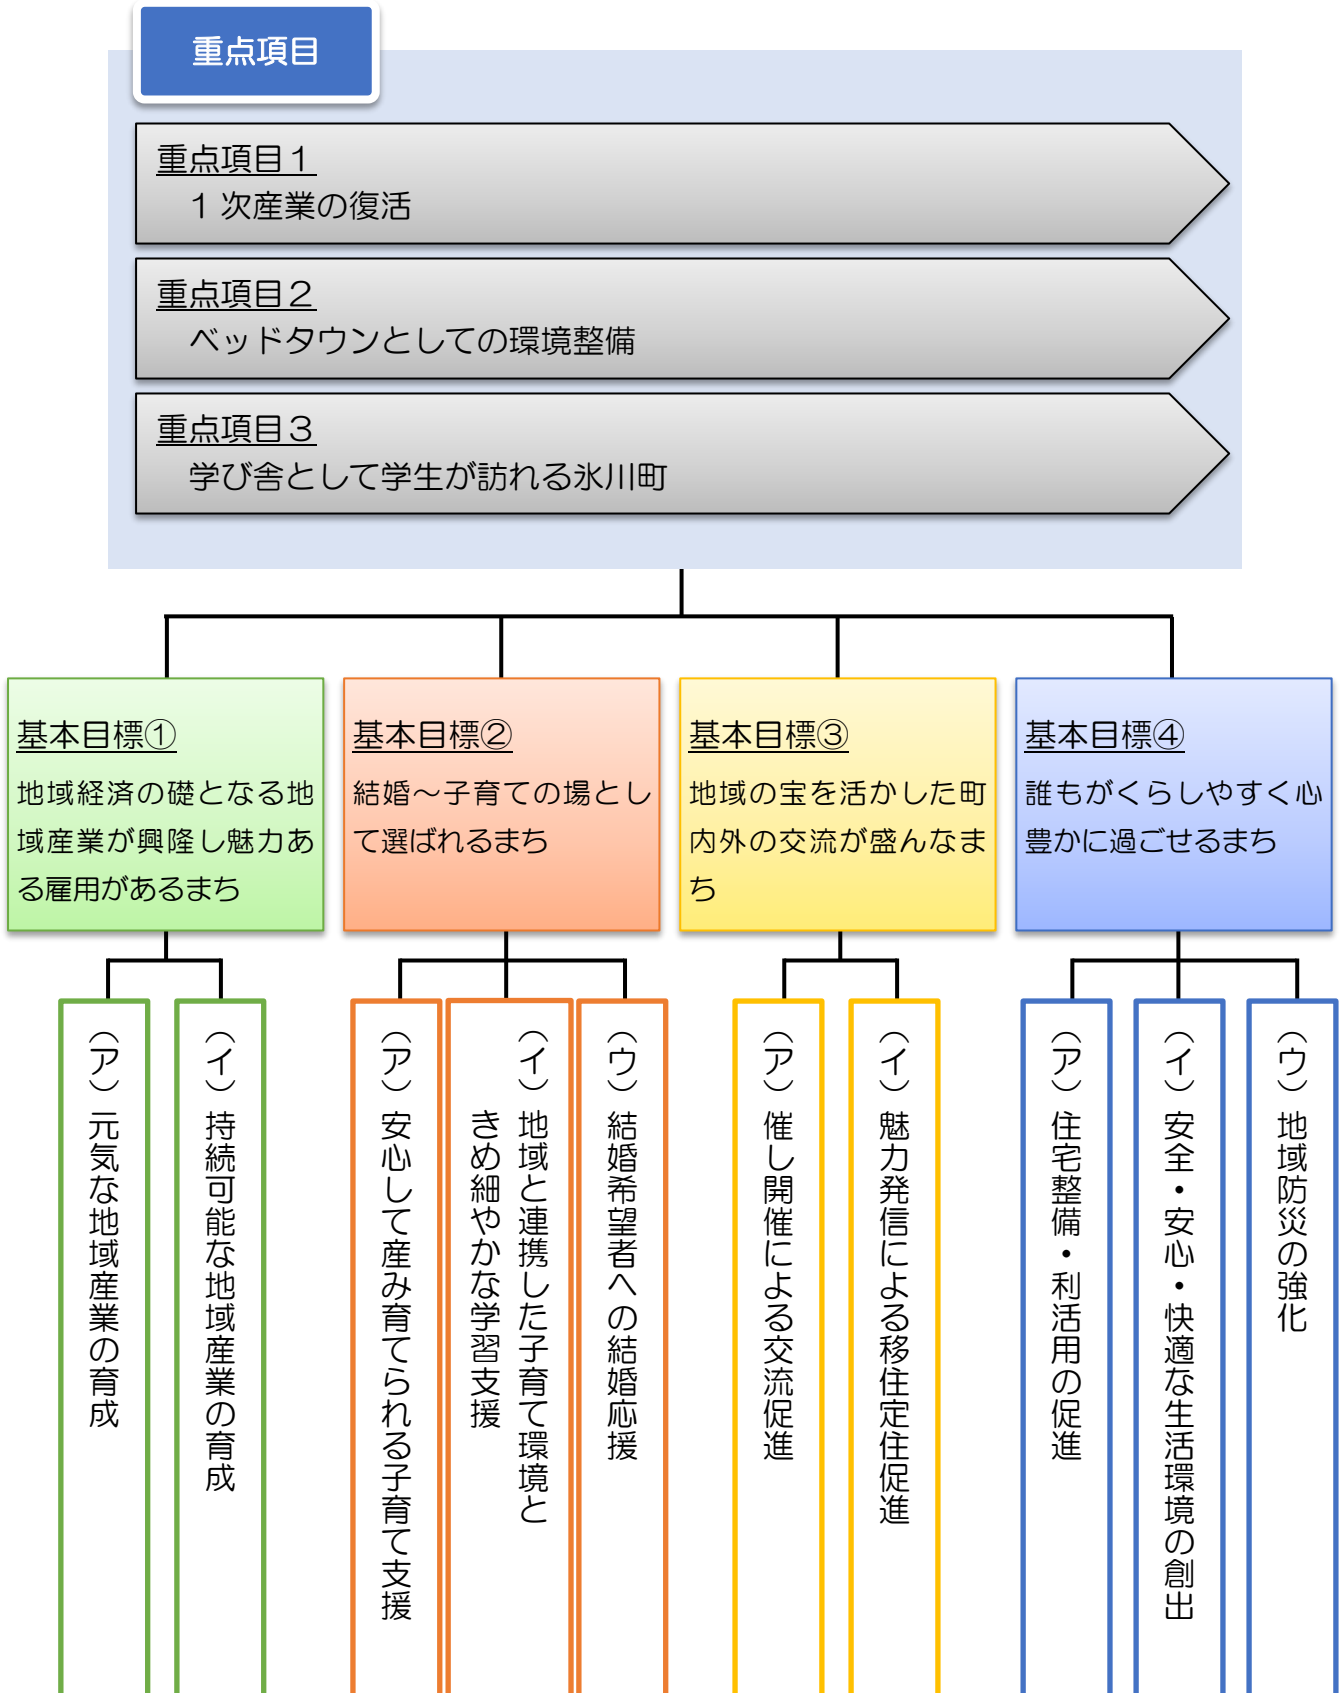 重点項目
重点項目１
１次産業の復活
重点項目２
ベッドタウンとしての環境整備
重点項目３
学び舎として学生が訪れる氷川町
基本目標①
地域経済の礎となる地
域産業が興隆し魅力あ
る雇用があるまち
基本目標②
結婚～子育ての場とし
て選ばれるまち
基本目標③
地域の宝を活かした町
内外の交流が盛んなま
ち
基本目標④
誰もがくらしやすく心
豊かに過ごせるまち
（ア）元気な地域産業の育成
（イ）持続可能な地域産業の育成
（ア）安心して産み育てられる子育て支援
（イ）地域と連携した子育て環境と
きめ細やかな学習支援
（ウ）結婚希望者への結婚応援
（ア）催し開催による交流促進
（イ）魅力発信による移住定住促進
（ア）住宅整備・利活用の促進
（イ）安全・安心・快適な生活環境の創出
（ウ）地域防災の強化